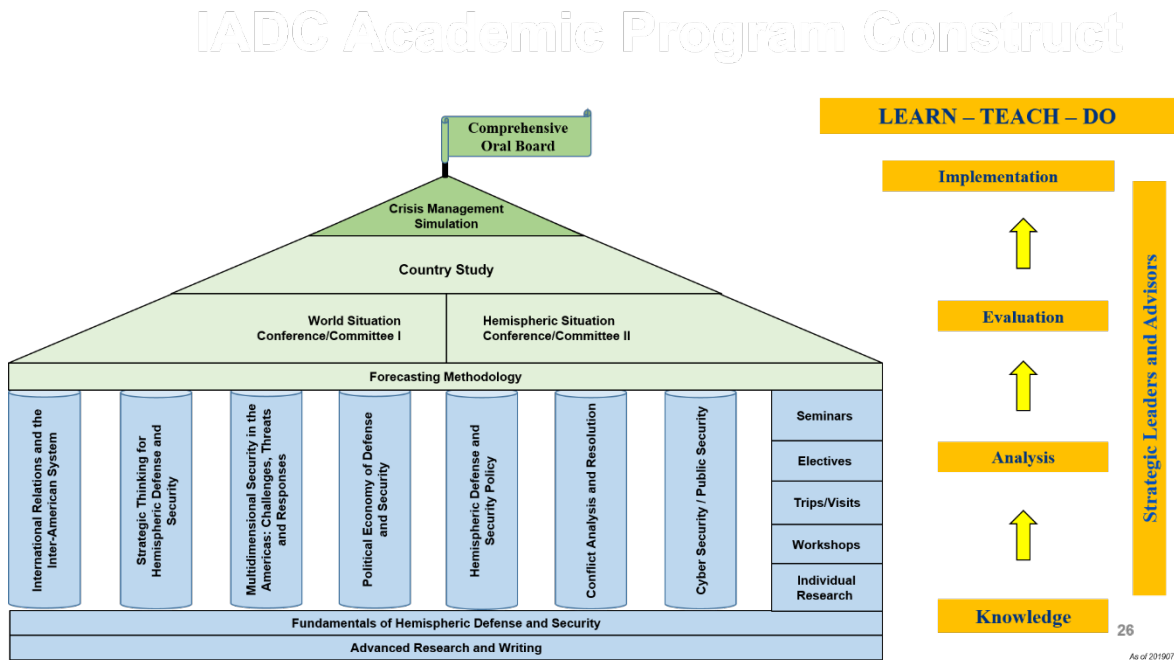 IADC Academic Program Construct
Comprehensive
Oral Board
Crisis Management
Simulation
Country Study
World Situation
Conference/Committee I
Hemispheric Situation
Conference/Committee II
Forecasting Methodology
International Relations and the
Inter-American System
Strategic Thinking for
Hemispheric Defense and
Security
Multidimensional Security in the
Americas: Challenges, Threats
and Responses
Political Economy of Defense
and Security
Hemispheric Defense and
Security Policy
Conflict Analysis and Resolution
Cyber Security / Public Security
Seminars
Electives
Trips/Visits
Workshops
Individual
Research
Fundamentals of Hemispheric Defense and Security
Advanced Research and Writing
LEARN – TEACH – DO
Implementation
Evaluation
Analysis
Knowledge
Strategic Leaders and Advisors
26
As of 201907